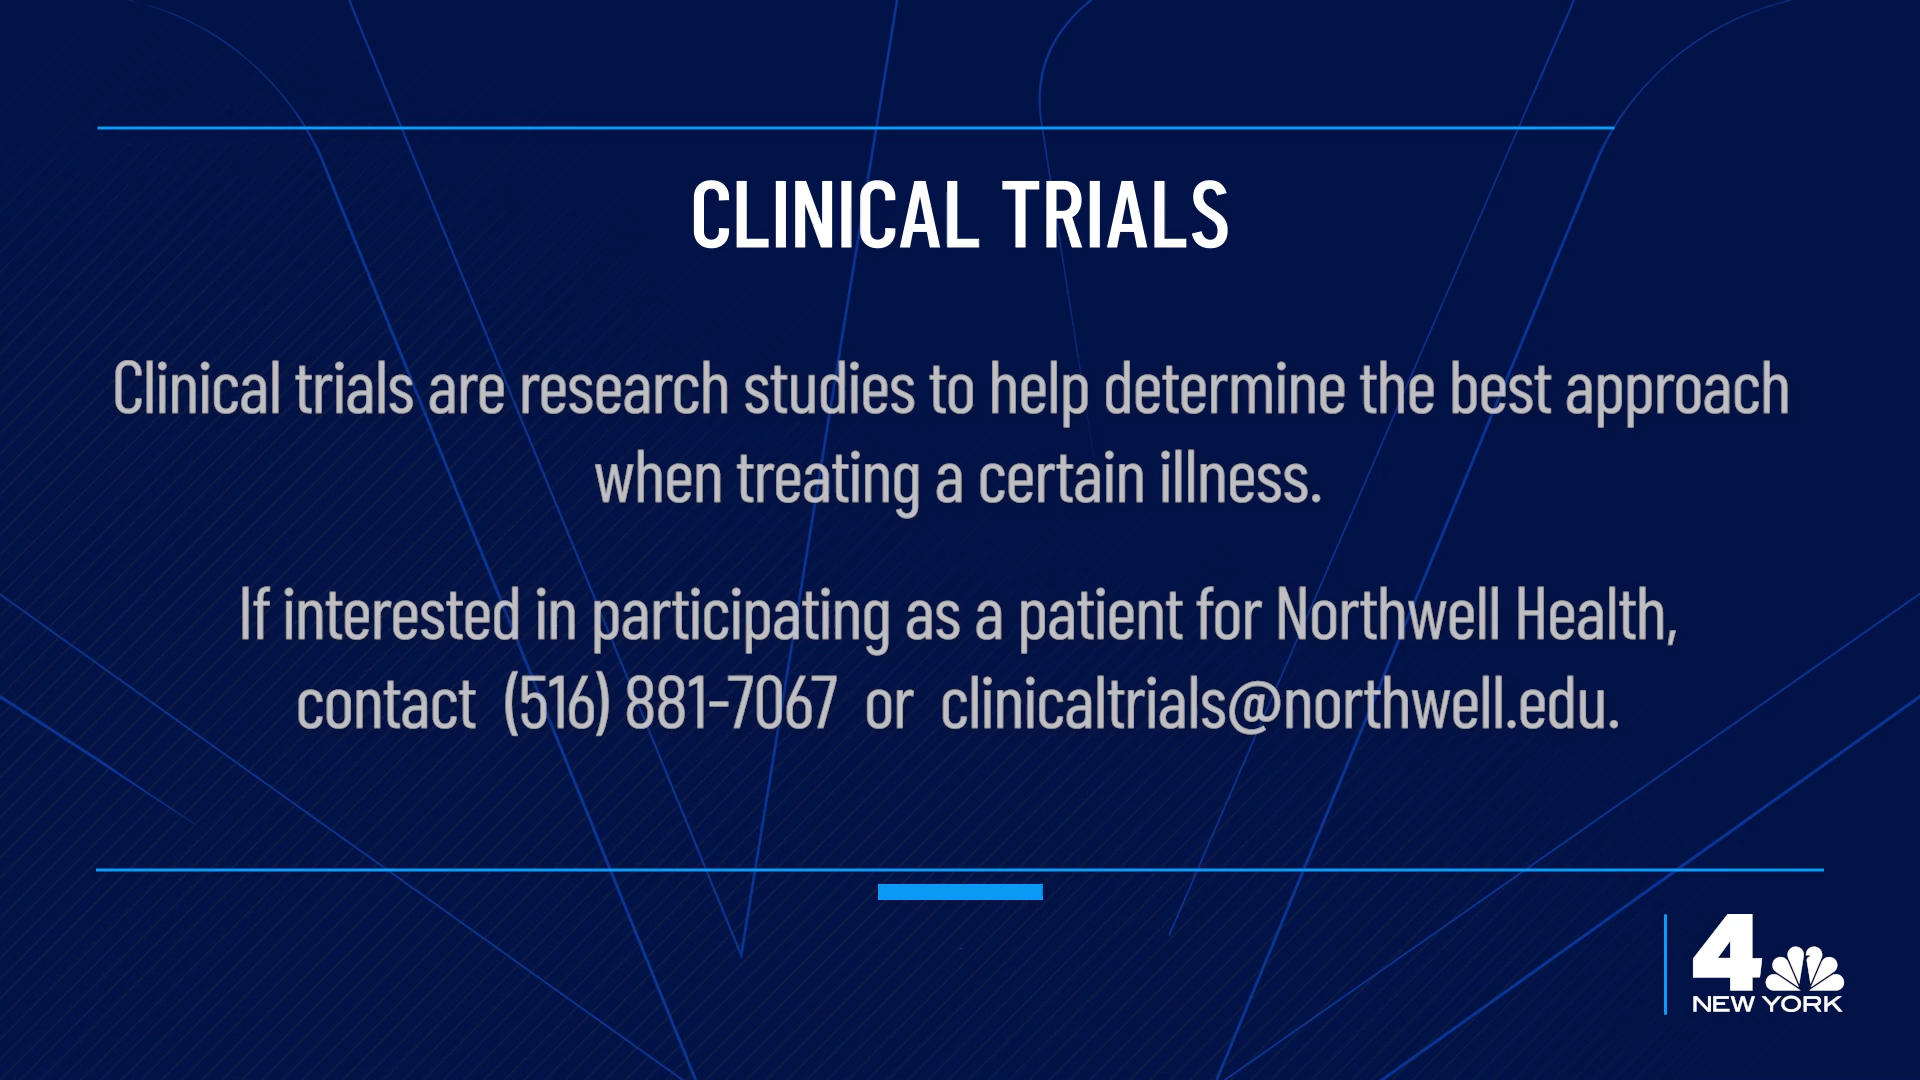 CLINICAL TRIALS
Clinical trials are research studies to help determine the best approach
when treating a certain illness.
If interested in participating as a patient for Northwell Health,
contact (516) 881-7067 or clinicaltrials@northwell.edu.
4
NEW YORK